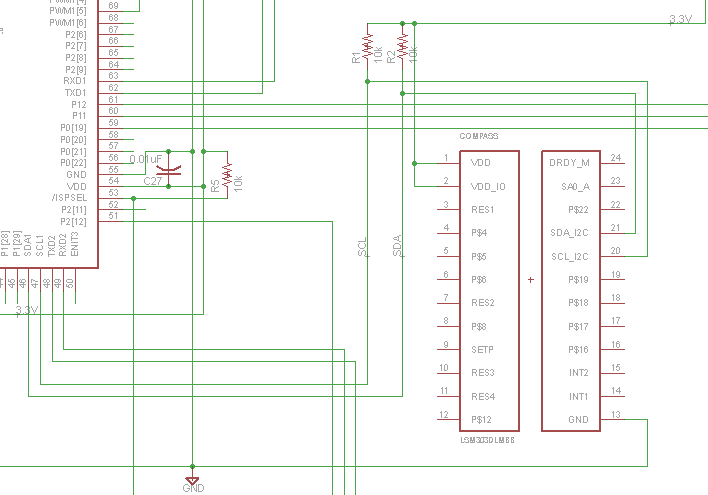 PWM1[4]
69
PWM1[5]
68
PWM1[6]
67
P2[6]
66
P2[7]
65
P2[8]
64
P2[9]
63
RXD1
62
TXD1
61
P12
60
P11
59
P0[19]
58
P0[20]
57
P0[21]
56
P0[22]
55
GND
54
VDD
53
/ISPSEL
52
P2[11]
51
P2[12]
P1[28]
P1[29]
SDA1
SCL1
TXD2
RXD2
ENIT3
45
46
47
48
49
50
3.3V
0.01uF
C27
R5
10k
GND
R1
10k
R2
10k
3.3V
SCL
SDA
COMPASS
1 VDD
2 VDD_IO
3 RES1
4 P$4
5 P$5
6 P$6
7 RES2
8 P$8
9 SETP
10 RES3
11 RES4
12 P$12
DRDY_M 24
SA0_A 23
P$22 22
SDA_I2C 21
SCL_I2C 20
P$19 19
P$18 18
P$17 17
P$16 16
INT2 15
INT1 14
GND 13